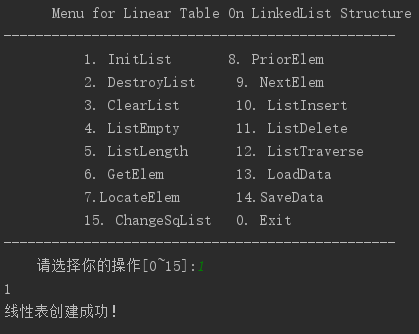 Menu for Linear Table On LinkedList Structure
-------------------------------------------------
1. InitList 8. PriorElem
2. DestroyList 9. NextElem
3. ClearList 10. ListInsert
4. ListEmpty 11. ListDelete
5. ListLength 12. ListTraverse
6. GetElem 13. LoadData
7.LocateElem 14.SaveData
15. ChangeSqList 0. Exit
-------------------------------------------------
请选择你的操作[0~15]:1
1
线性表创建成功!